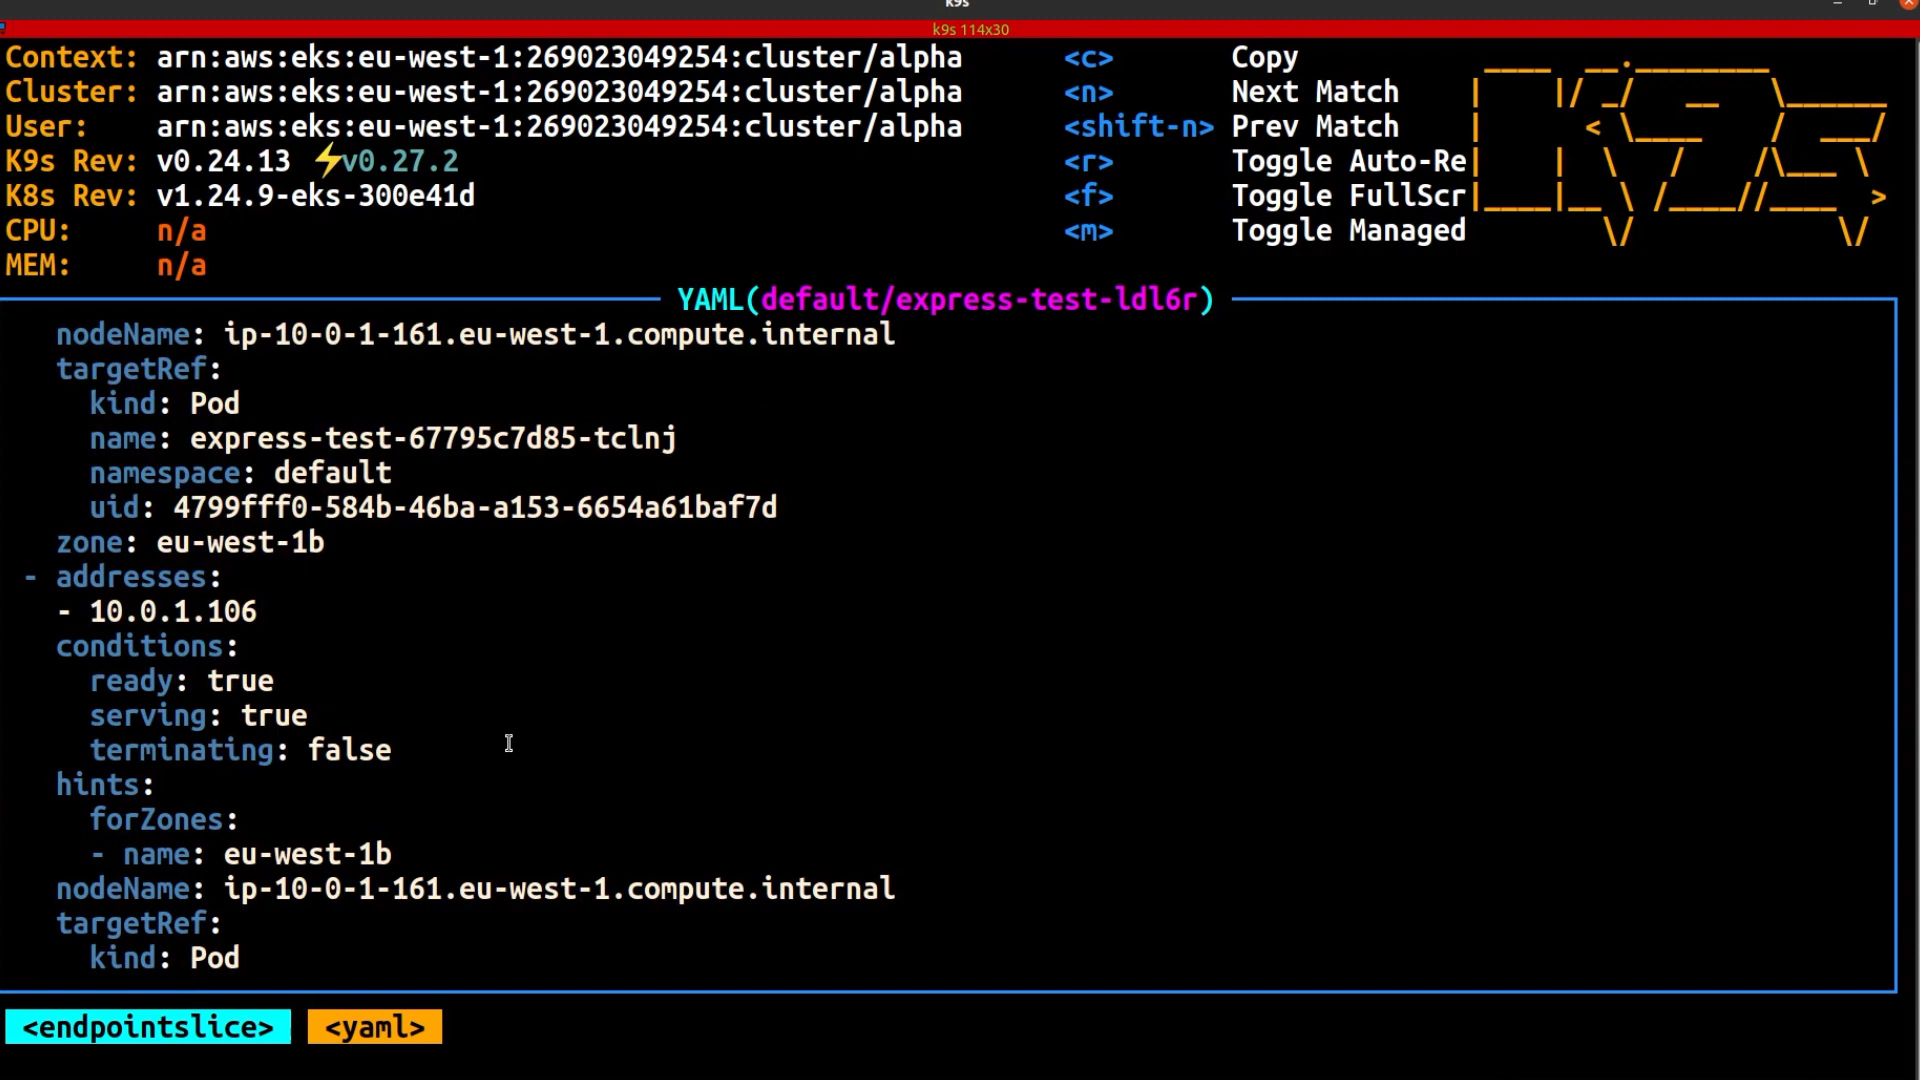 k9s
k9s 114x30
Context: arn:aws:eks:eu-west-1:269023049254:cluster/alpha <c> Copy
Cluster: arn:aws:eks:eu-west-1:269023049254:cluster/alpha <n> Next Match
User: arn:aws:eks:eu-west-1:269023049254:cluster/alpha <shift-n> Prev Match
K9s Rev: v0.24.13 ⚡v0.27.2 <r> Toggle Auto-Re
K8s Rev: v1.24.9-eks-300e41d <f> Toggle FullScr
CPU: n/a <m> Toggle Managed
MEM: n/a
YAML(default/express-test-ldl6r)
nodeName: ip-10-0-1-161.eu-west-1.compute.internal
targetRef:
kind: Pod
name: express-test-67795c7d85-tclnj
namespace: default
uid: 4799fff0-584b-46ba-a153-6654a61baf7d
zone: eu-west-1b
- addresses:
- 10.0.1.106
conditions:
ready: true
serving: true
terminating: false
hints:
forZones:
- name: eu-west-1b
nodeName: ip-10-0-1-161.eu-west-1.compute.internal
targetRef:
kind: Pod
<endpointslice> <yaml>